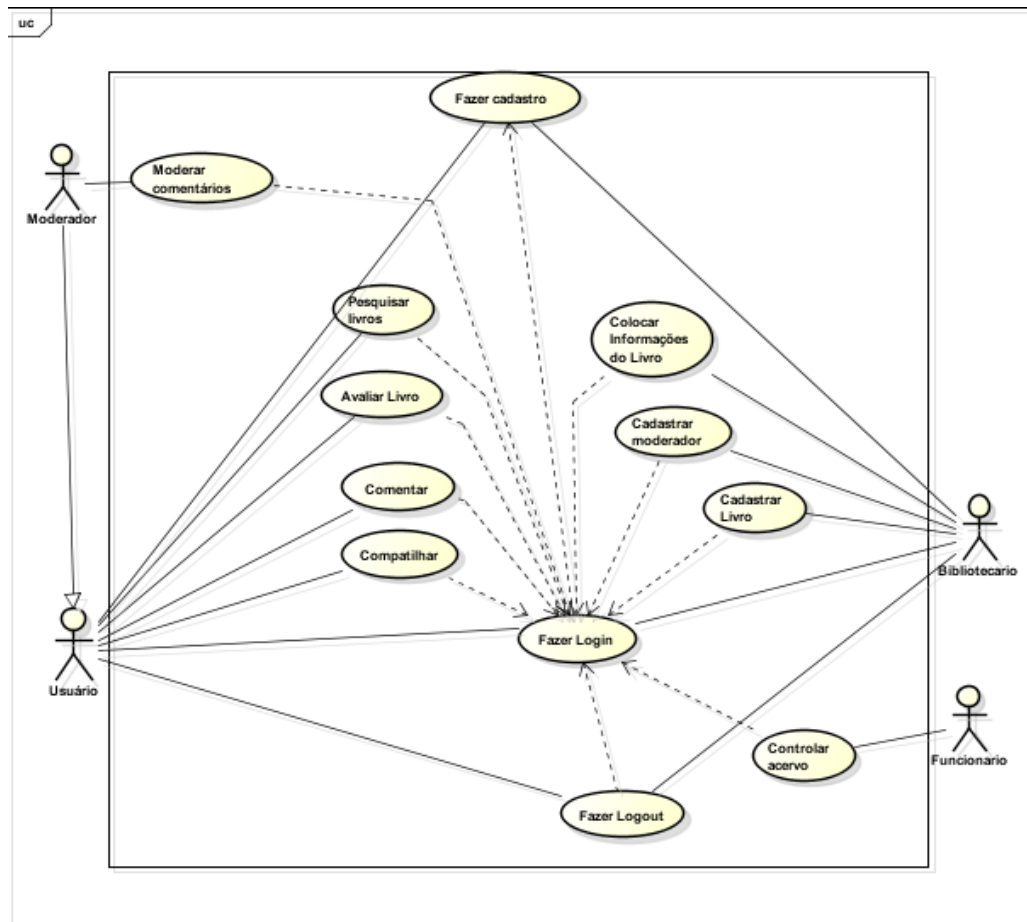 uc
Fazer cadastro
Moderar
comentários
Moderador
Pesquisar
livros
Colocar
Informações
do Livro
Avaliar Livro
Cadastrar
moderador
Comentar
Cadastrar
Livro
Compatilhar
Bibliotecario
Fazer Login
Usuário
Controlar
acervo
Funcionario
Fazer Logout